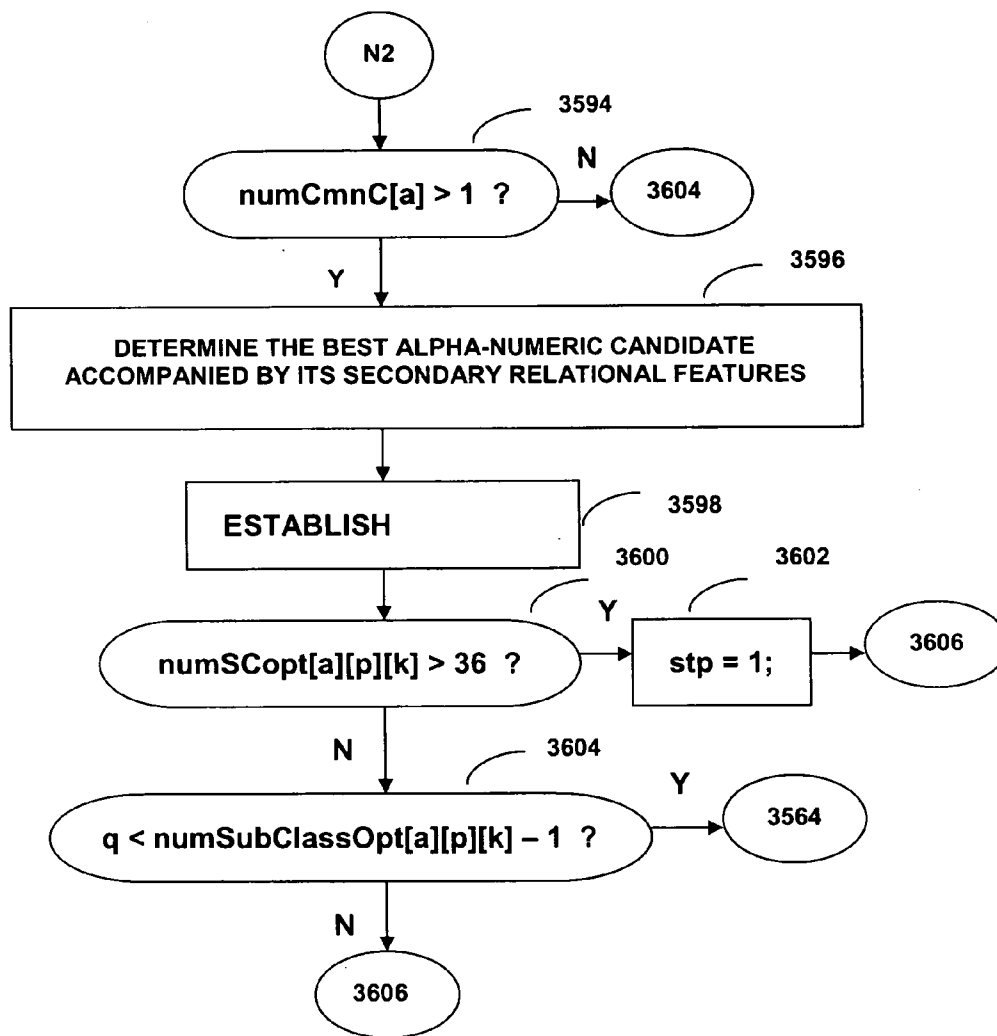 N2
3594
numCmnC[a] > 1 ?
N
3604
Y
3596
DETERMINE THE BEST ALPHA-NUMERIC CANDIDATE
ACCOMPANIED BY ITS SECONDARY RELATIONAL FEATURES
ESTABLISH
3598
3600
3602
numSCopt[a][p][k] > 36 ?
Y
stp = 1;
3606
N
3604
q < numSubClassOpt[a][p][k] – 1 ?
Y
3564
N
3606